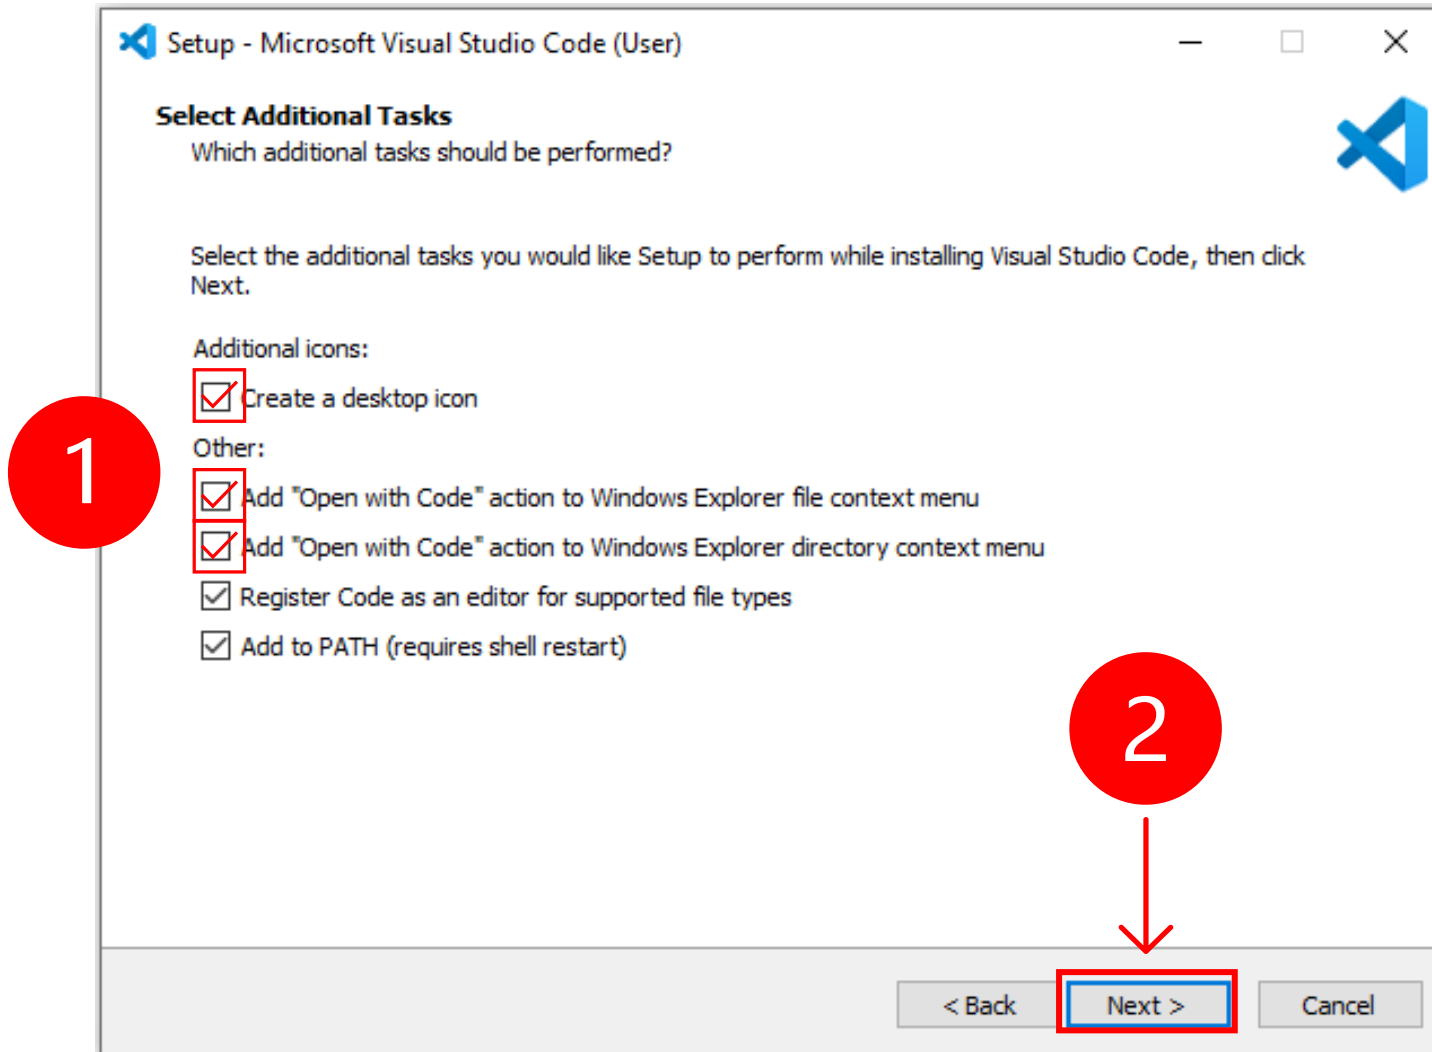 Setup - Microsoft Visual Studio Code (User)
Select Additional Tasks
Which additional tasks should be performed?
Select the additional tasks you would like Setup to perform while installing Visual Studio Code, then click
Next.
Additional icons:
Create a desktop icon
Other:
1
Add "Open with Code" action to Windows Explorer file context menu
Add "Open with Code" action to Windows Explorer directory context menu
Register Code as an editor for supported file types
Add to PATH (requires shell restart)
2
< Back
Next >
Cancel